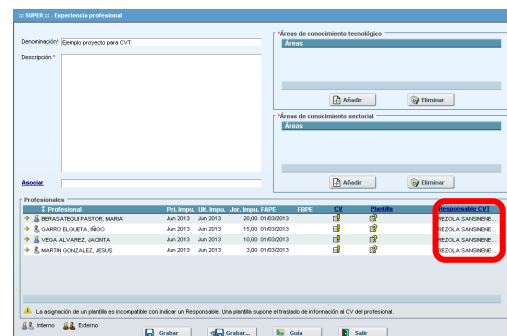 :: SUPER ::: - Experiencia profesional
Denominación* Ejemplo proyecto para CVT
Descripción *
*Áreas de conocimiento tecnológico
Áreas
Añadir Eliminar
*Áreas de conocimiento sectorial
Áreas
Añadir Eliminar
Asociar
Profesionales
Profesional Pri. Impu. Ult. Impu. Jor. Impu. FAPE FBPE CV Plantilla Responsable CVT
BERASATEGUI PASTOR, MARIA Jun 2013 Jun 2013 20,00 01/03/2013 REZOLA SANSINENE...
GARRO ELGUETA, IÑIGO Jun 2013 Jun 2013 15,00 01/03/2013 REZOLA SANSINENE...
VEGA ALVAREZ, JACINTA Jun 2013 Jun 2013 10,00 01/03/2013 REZOLA SANSINENE...
MARTIN GONZALEZ, JESUS Jun 2013 Jun 2013 3,00 01/03/2013 REZOLA SANSINENE...
La asignación de un plantilla es incompatible con indicar un Responsable. Una plantilla supone el traslado de información al CV del profesional.
Interno Externo
Grabar Grabar... Guía Salir